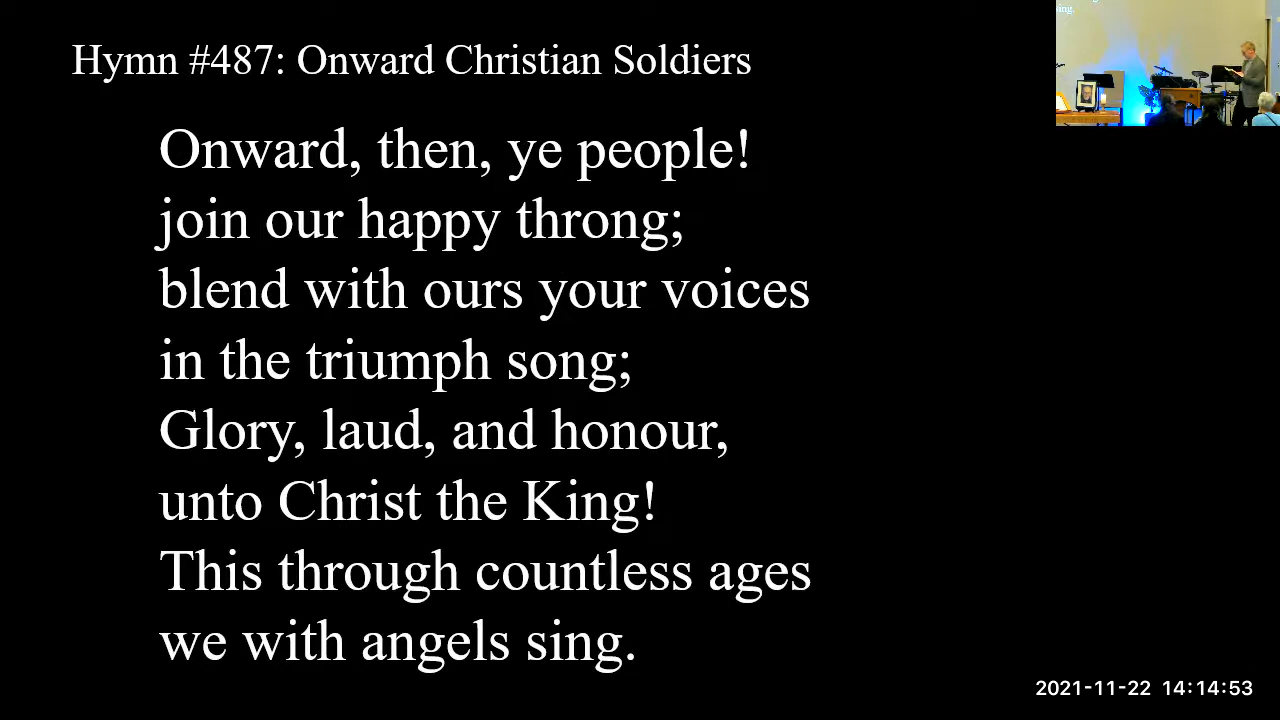 Hymn #487: Onward Christian Soldiers
Onward, then, ye people!
join our happy throng;
blend with ours your voices
in the triumph song;
Glory, laud, and honour,
unto Christ the King!
This through countless ages
we with angels sing.
sing.
2021-11-22 14:14:53